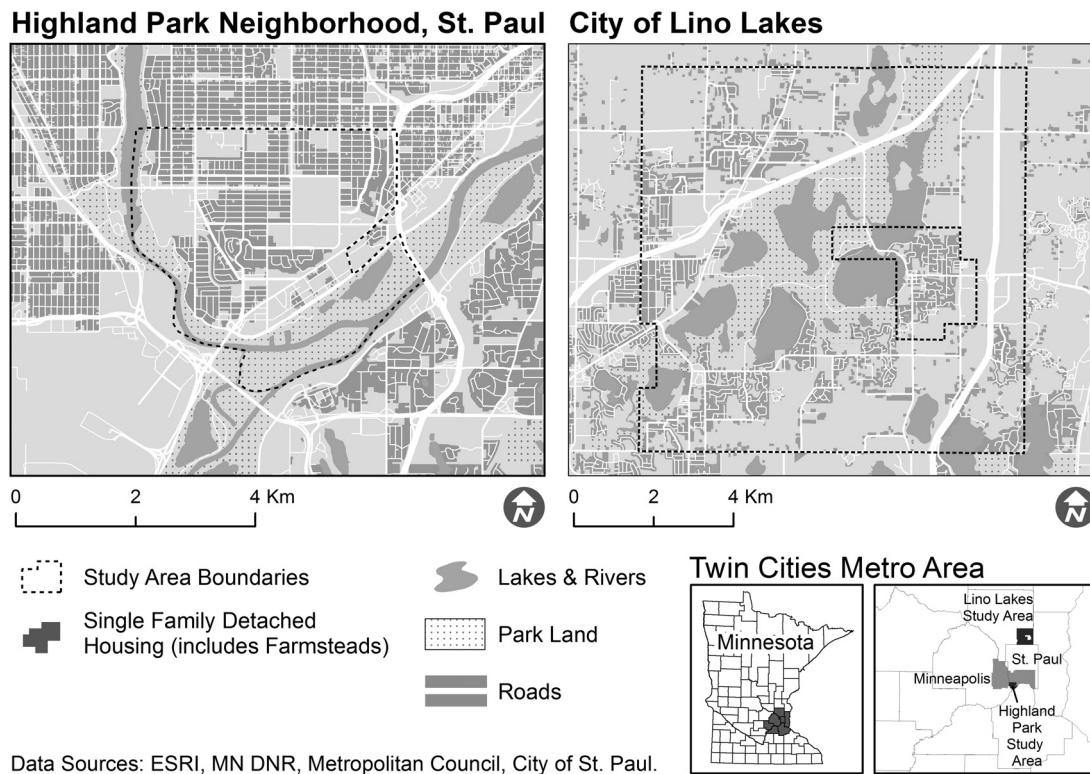 Highland Park Neighborhood, St. Paul
City of Lino Lakes
0 2 4 Km
N
0 2 4 Km
N
Study Area Boundaries
Single Family Detached
Housing (includes Farmsteads)
Lakes & Rivers
Park Land
Roads
Twin Cities Metro Area
Minnesota
Lino Lakes
Study Area
St. Paul
Minneapolis
Highland
Park
Study
Area
Data Sources: ESRI, MN DNR, Metropolitan Council, City of St. Paul.